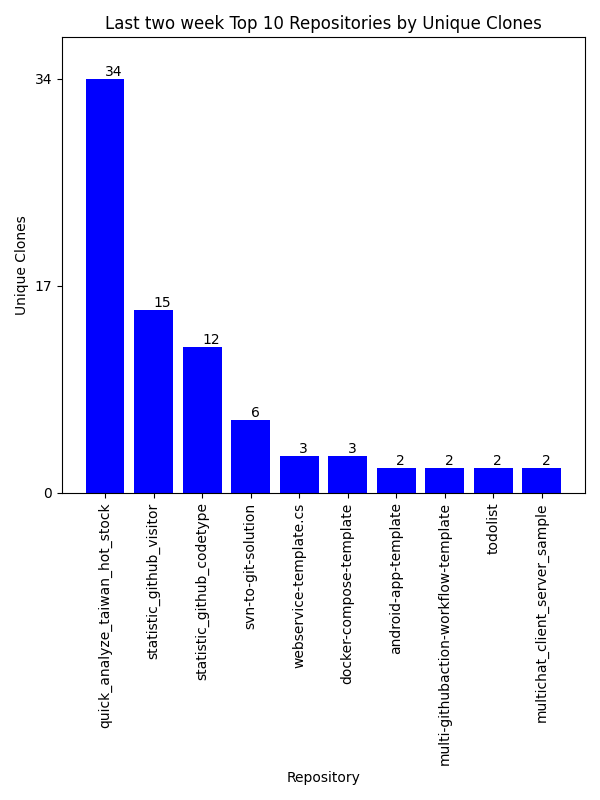 Last two week Top 10 Repositories by Unique Clones
Unique Clones
34
17
0
34
15
12
6
3
3
2
2
2
2
quick_analyze_taiwan_hot_stock
statistic_github_visitor
statistic_github_codetype
svn-to-git-solution
webservice-template.cs
docker-compose-template
android-app-template
multi-githubaction-workflow-template
todolist
multichat_client_server_sample
Repository